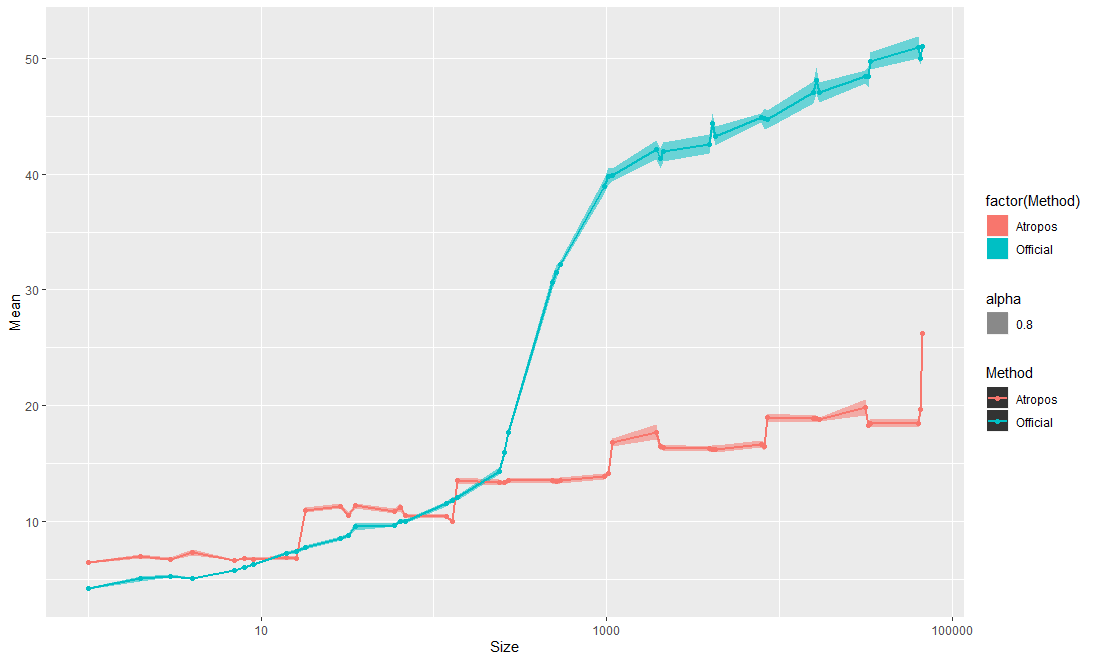 50
40
30
20
10
Mean
10
1000
100000
Size
factor(Method)
Atropos
Official
alpha
0.8
Method
Atropos
Official